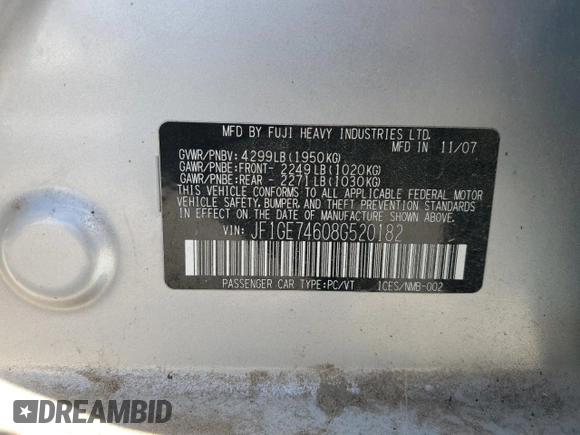 MFD BY FUJI HEAVY INDUSTRIES LTD.
MFD IN 11/07
GVWR/PNBV: 4299LB(1950KG)
GAWR/PNBE:FRONT- 2249LB(1020KG)
GAWR/PNBE:REAR - 2271LB(1030KG)
THIS VEHICLE CONFORMS TO ALL APPLICABLE FEDERAL MOTOR
VEHICLE SAFETY,BUMPER,AND THEFT PREVENTION STANDARDS
IN EFFECT ON THE DATE OF MANUFACTURE SHOWN ABOVE.
VIN: JF1GE74608G520182
PASSENGER CAR TYPE:PC/VT 1CES/NMB-002
DREAMBID